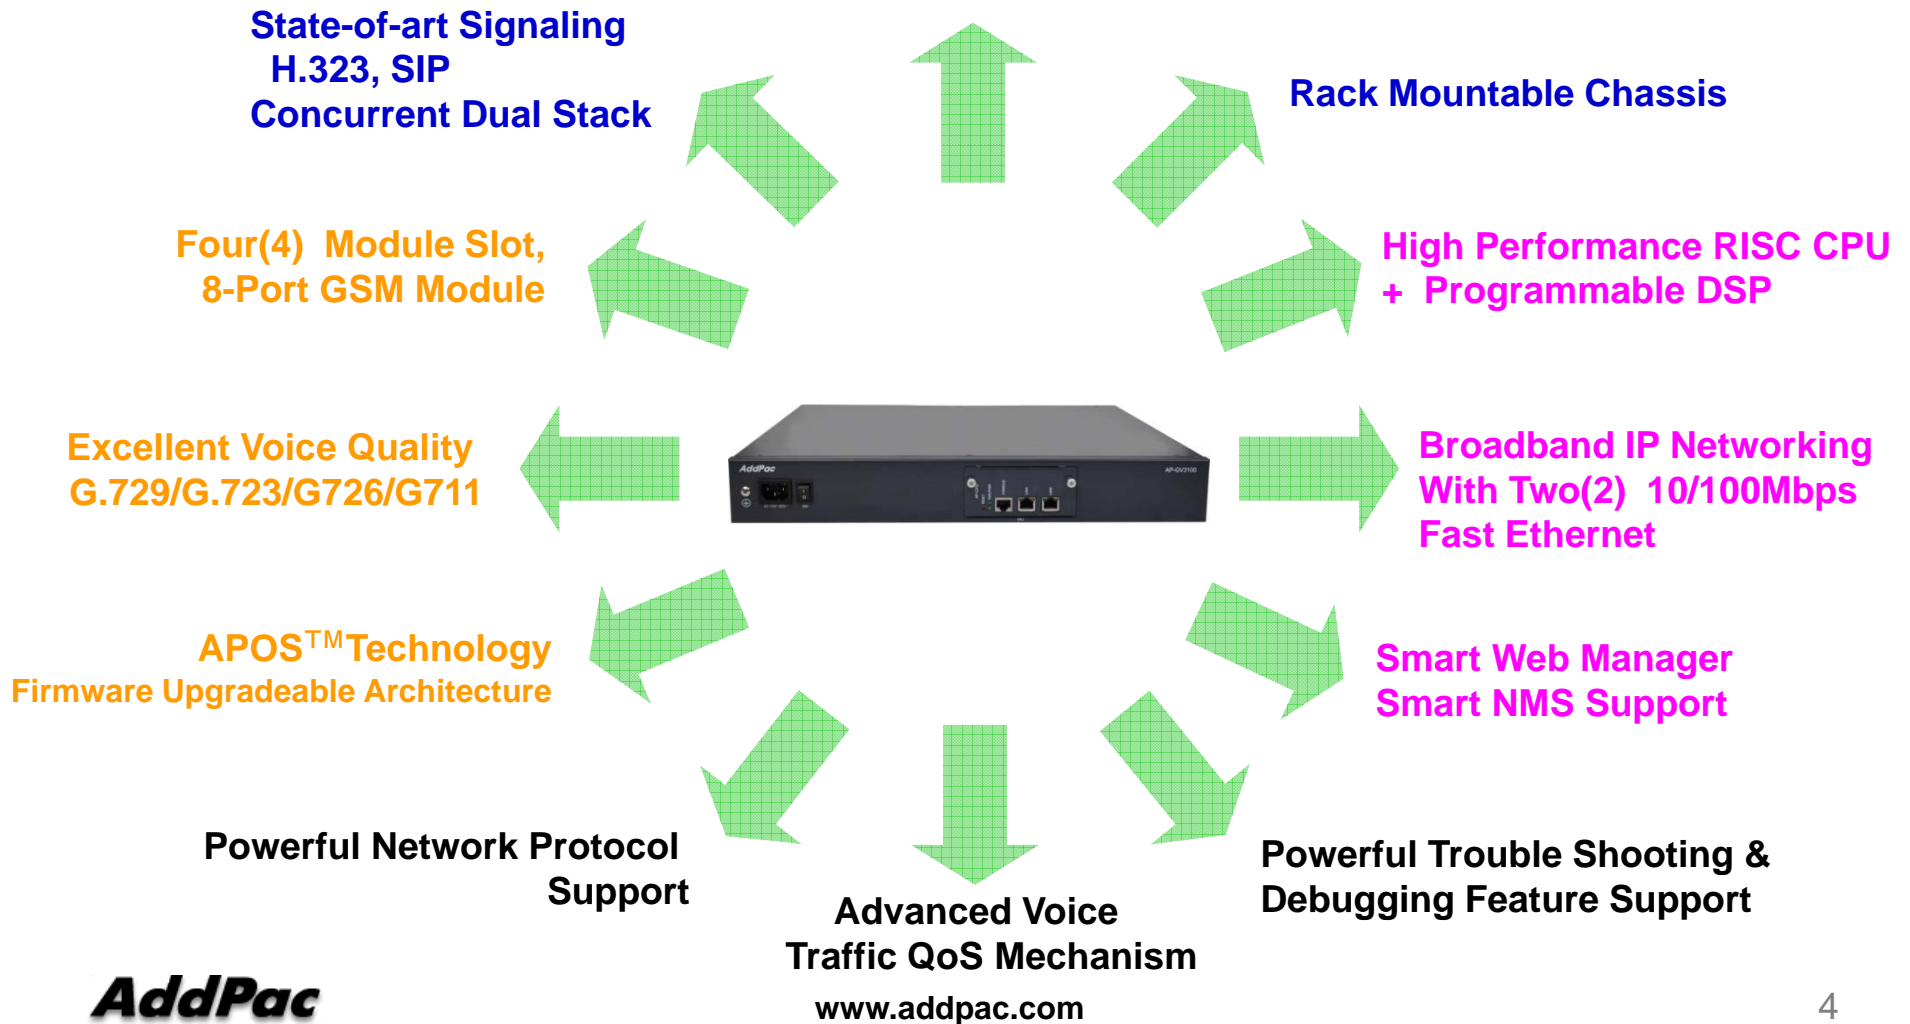 State-of-art Signaling
H.323, SIP
Concurrent Dual Stack
Rack Mountable Chassis
Four(4) Module Slot,
8-Port GSM Module
High Performance RISC CPU
+ Programmable DSP
Excellent Voice Quality
G.729/G.723/G726/G711
AddPac
AP-GV3100
Broadband IP Networking
With Two(2) 10/100Mbps
Fast Ethernet
APOS™Technology
Firmware Upgradeable Architecture
Smart Web Manager
Smart NMS Support
Powerful Network Protocol
Support
Advanced Voice
Traffic QoS Mechanism
Powerful Trouble Shooting &
Debugging Feature Support
AddPac
www.addpac.com
4